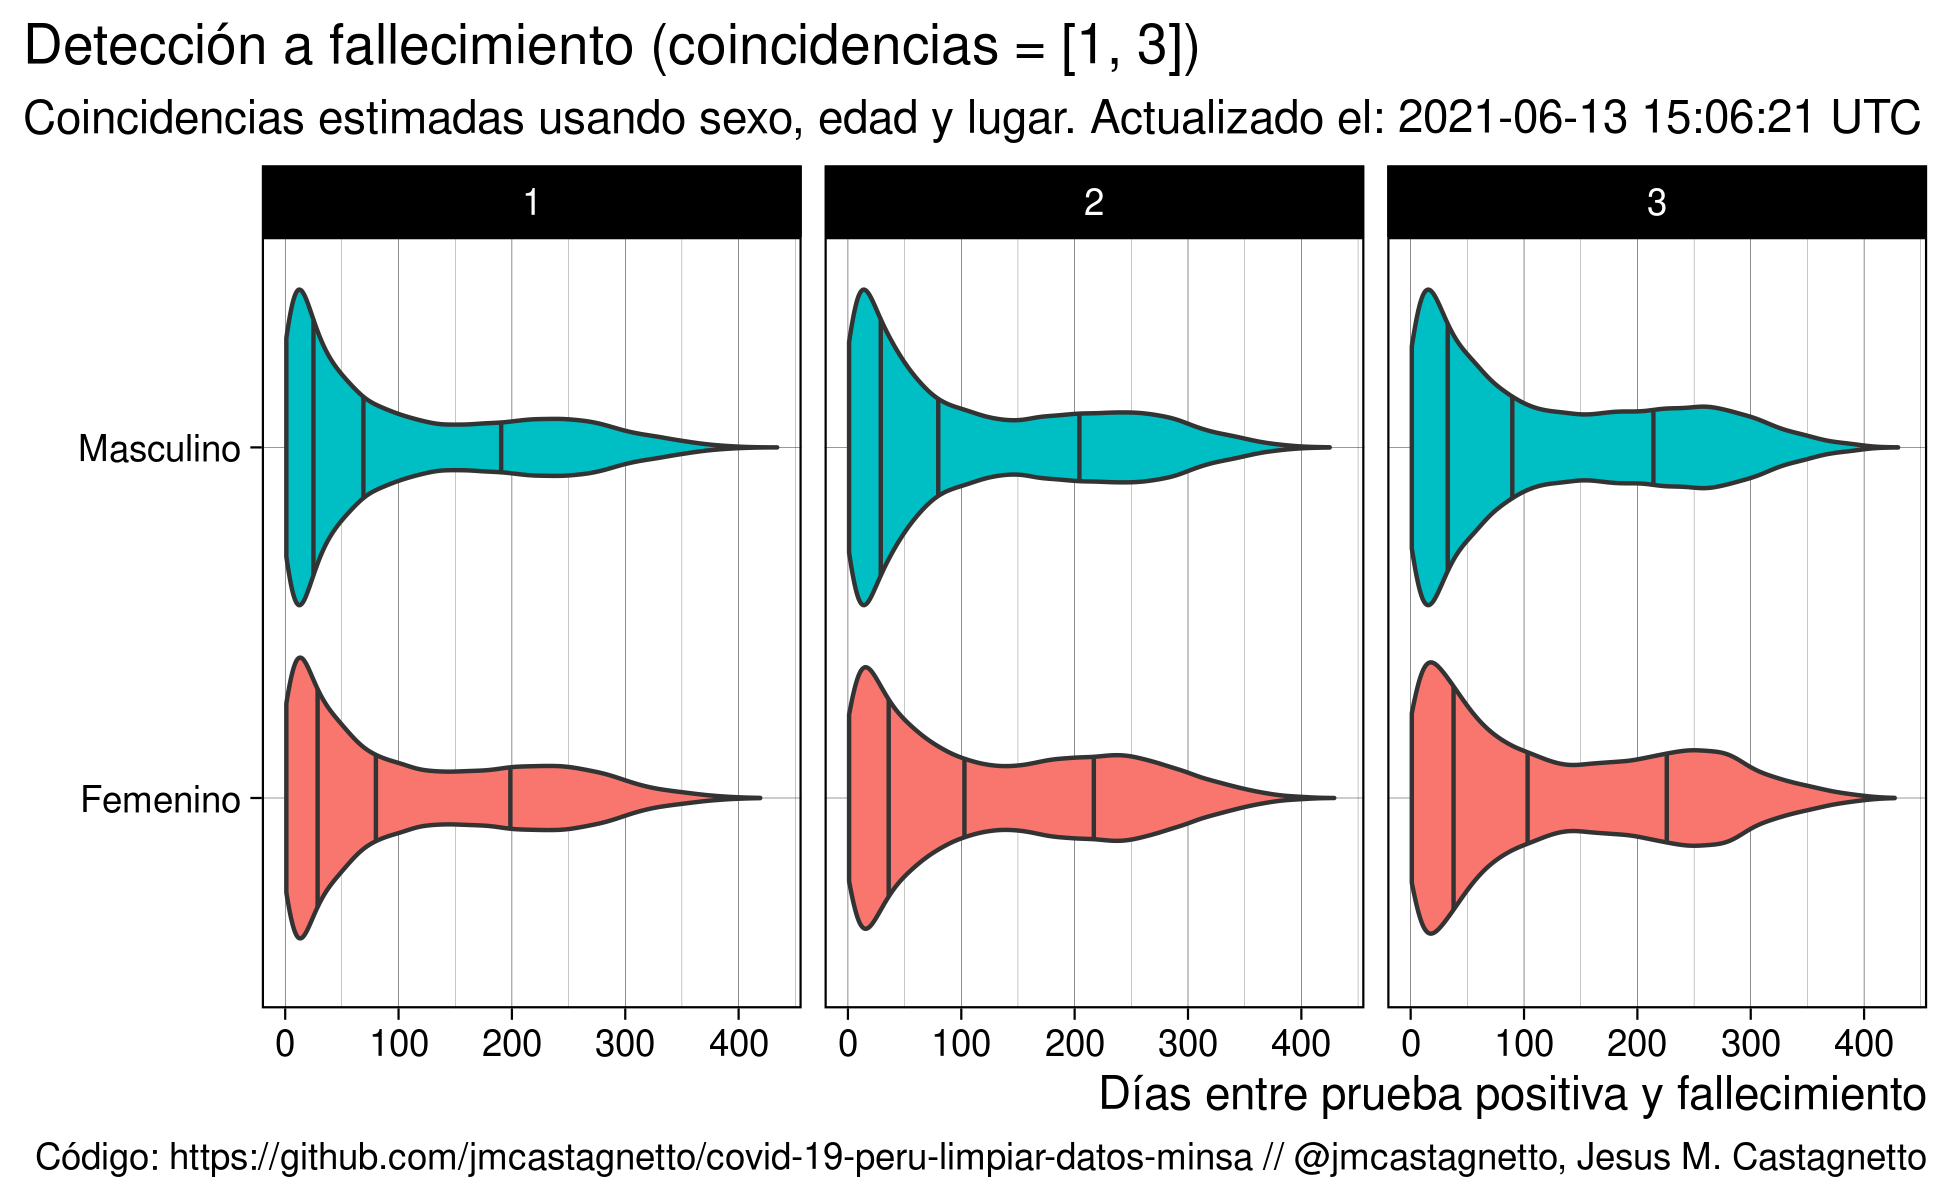 Detección a fallecimiento (coincidencias = [1, 3])
Coincidencias estimadas usando sexo, edad y lugar. Actualizado el: 2021-06-13 15:06:21 UTC
1 2 3
Masculino
Femenino
0 100 200 300 400 0 100 200 300 400 0 100 200 300 400
Días entre prueba positiva y fallecimiento
Código: https://github.com/jmcastagnetto/covid-19-peru-limpiar-datos-minsa // @jmcastagnetto, Jesus M. Castagnetto